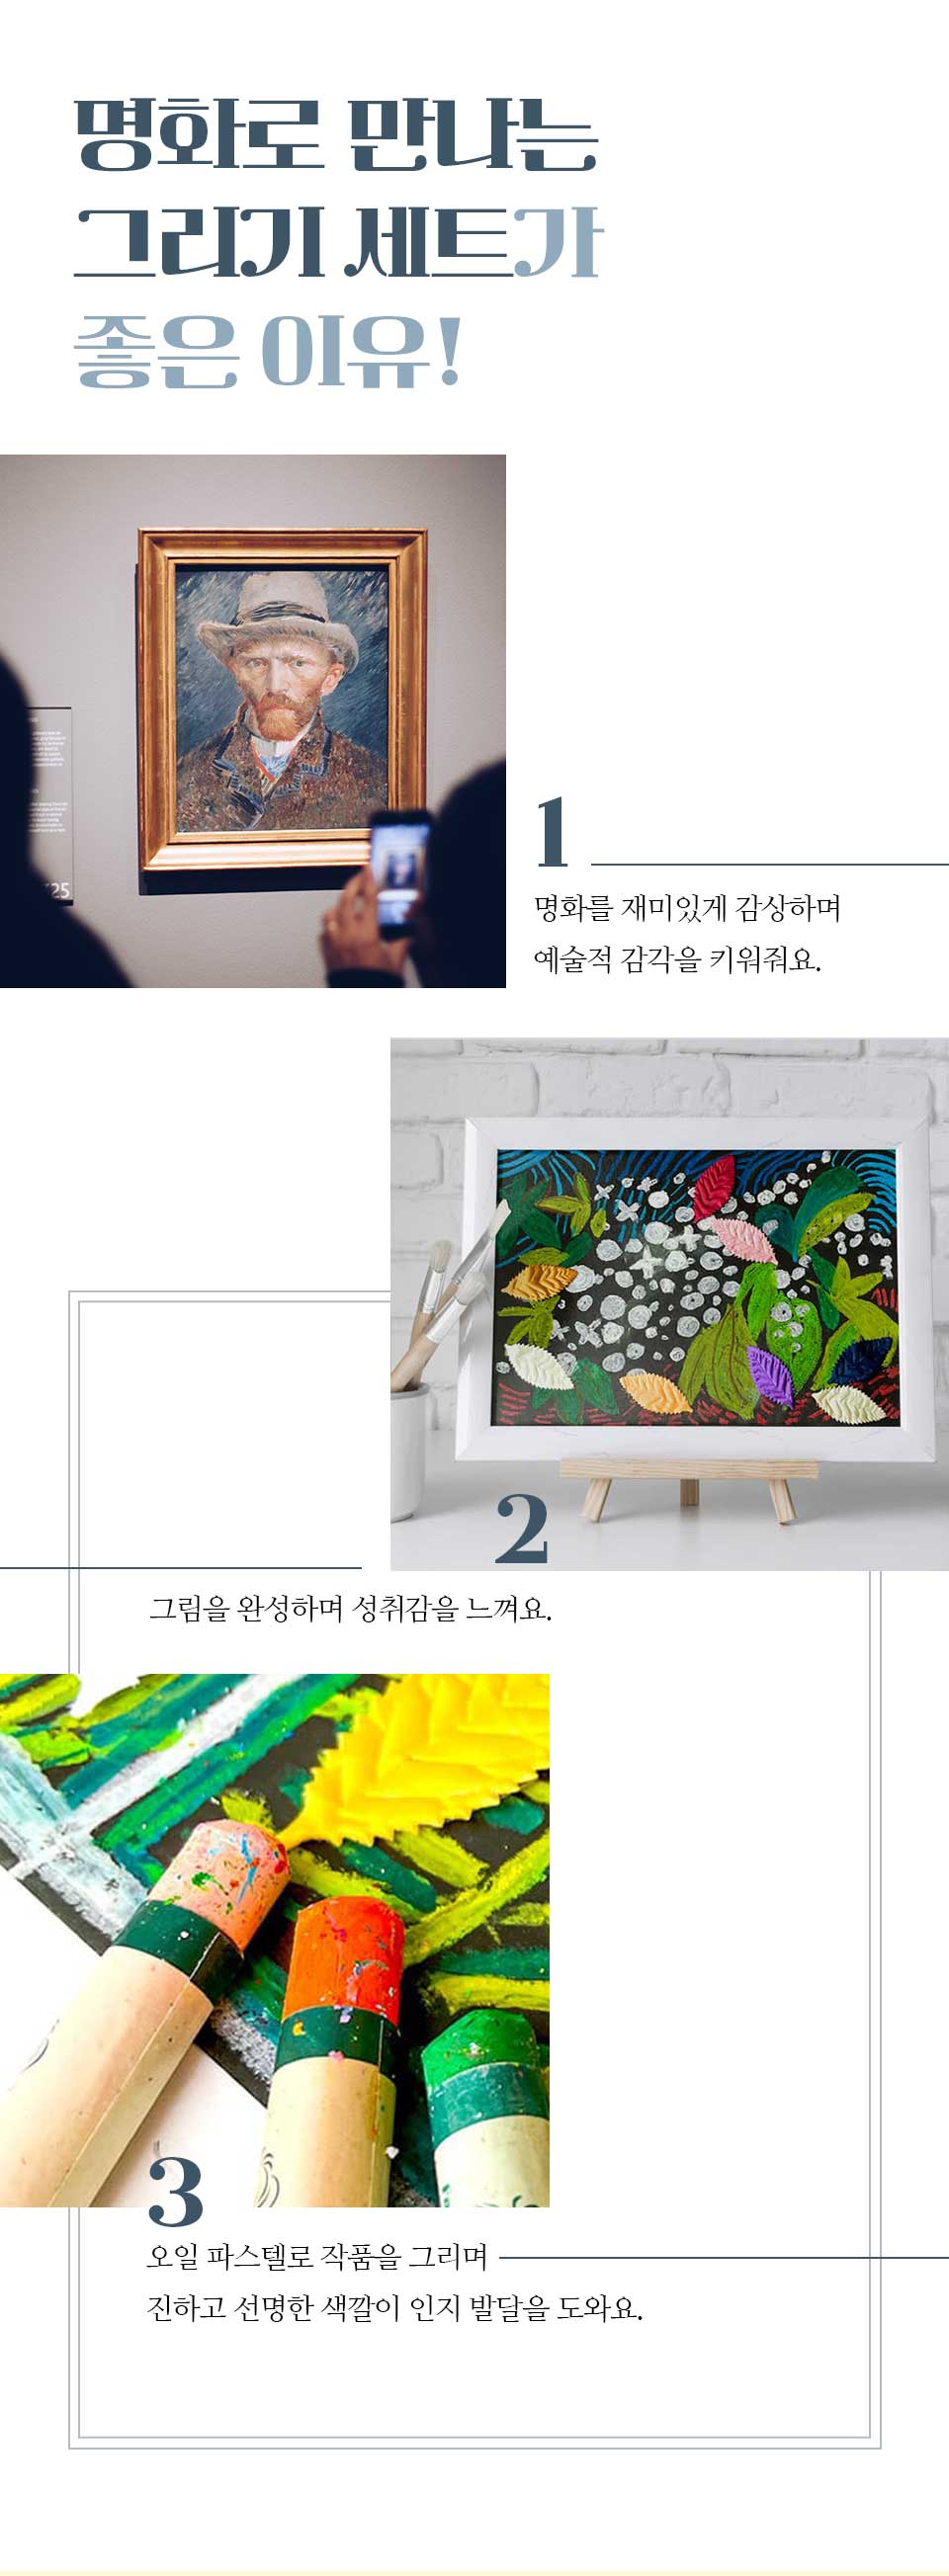 명화로 만나는
그리기 세트가
좋은 이유!
1
명화를 재미있게 감상하며
예술적 감각을 키워줘요.
2
그림을 완성하며 성취감을 느껴요.
3
오일 파스텔로 작품을 그리며
진하고 선명한 색깔이 인지 발달을 도와요.